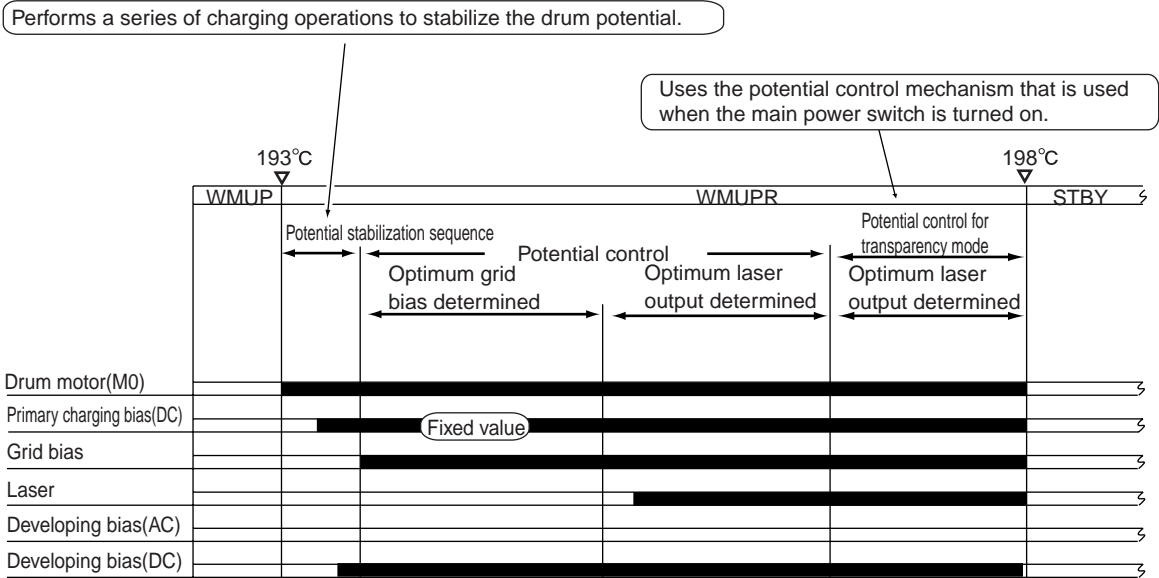 Performs a series of charging operations to stabilize the drum potential.
Uses the potential control mechanism that is used
when the main power switch is turned on.
193°C
198°C
WMUP
WMUPR
STBY
Potential stabilization sequence
Potential control
Potential control for
transparency mode
Optimum grid
bias determined
Optimum laser
output determined
Optimum laser
output determined
Drum motor(M0)
Primary charging bias(DC)
Fixed value
Grid bias
Laser
Developing bias(AC)
Developing bias(DC)